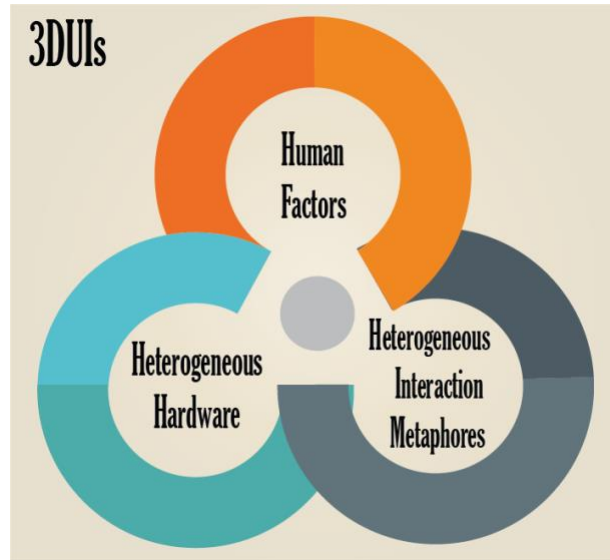 3DUIs
Human
Factors
Heterogeneous
Hardware
Heterogeneous
Interaction
Metaphores